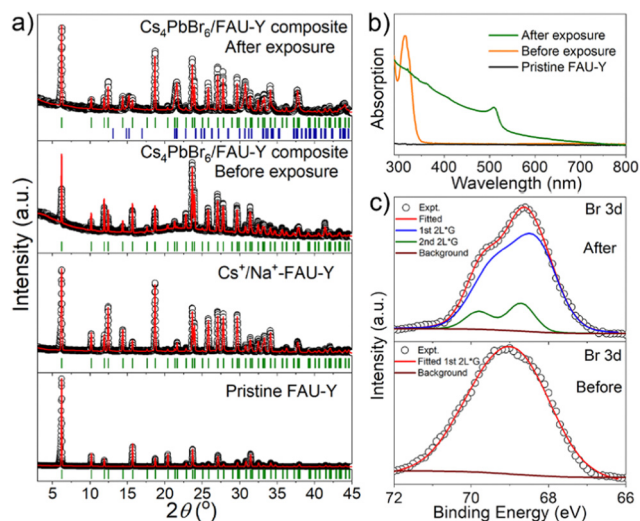 a)
Cs₄PbBr₆/FAU-Y composite
After exposure
Cs₄PbBr₆/FAU-Y composite
Before exposure
Cs⁺/Na⁺-FAU-Y
Pristine FAU-Y
Intensity (a.u.)
5 10 15 20 25 30 35 40 45
2θ (°)
b)
After exposure
Before exposure
Pristine FAU-Y
Absorption
300 400 500 600 700 800
Wavelength (nm)
c)
Br 3d
After
Expt.
Fitted
1st 2L*G
2nd 2L*G
Background
Br 3d
Before
Expt.
Fitted 1st 2L*G
Background
Intensity (a.u.)
72 70 68 66
Binding Energy (eV)